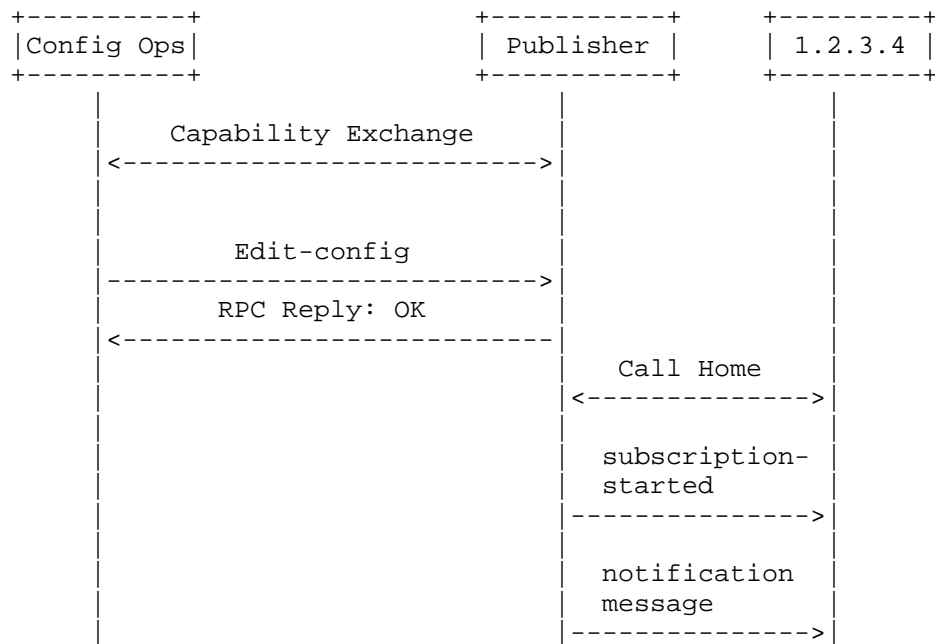 Config Ops Publisher 1.2.3.4
Capability Exchange
Edit-config
RPC Reply: OK
Call Home
subscription-
started
notification
message